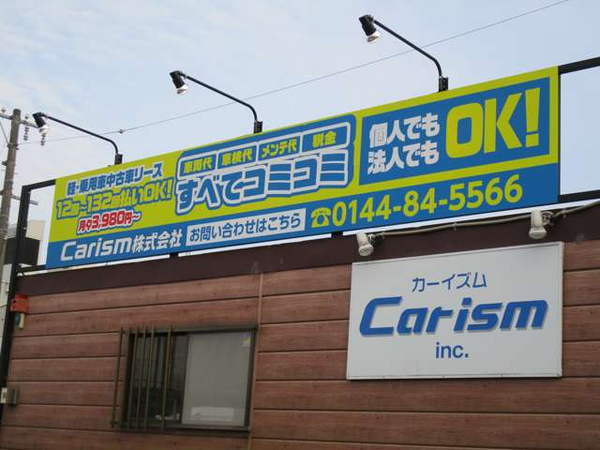 軽・乗用車中古車リース
12回~132回払いOK!
月々3,980円~
車両代 車検代 メンテ代 税金
すべてコミコミ
個人でも
法人でも
OK!
Carism株式会社
お問い合わせはこちら
☎0144-84-5566
カーイズム
Carism
inc.